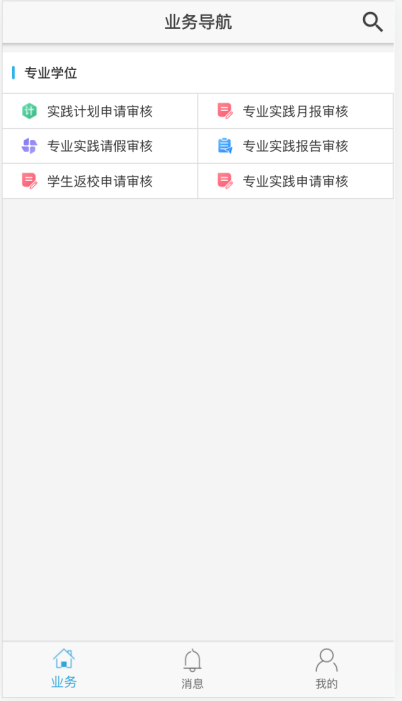 业务导航
专业学位
计 实践计划申请审核 专业实践月报审核
专业实践请假审核 专业实践报告审核
学生返校申请审核 专业实践申请审核
业务 消息 我的